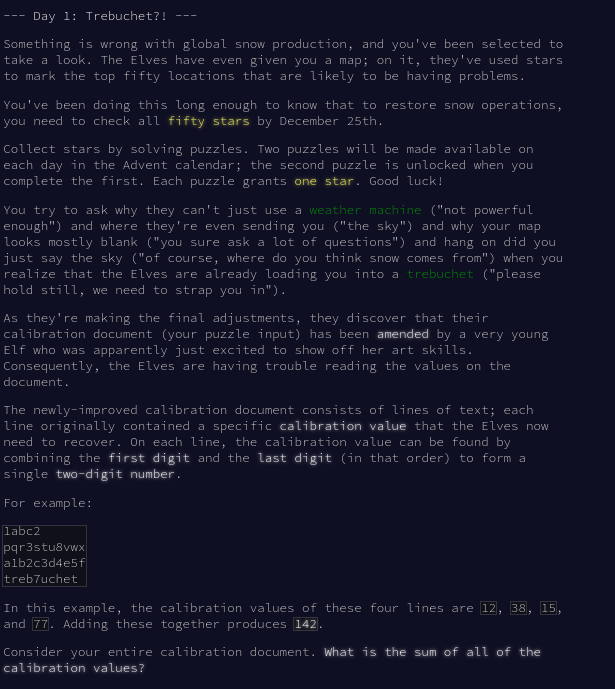 --- Day 1: Trebuchet?! ---
Something is wrong with global snow production, and you've been selected to
take a look. The Elves have even given you a map; on it, they've used stars
to mark the top fifty locations that are likely to be having problems.
You've been doing this long enough to know that to restore snow operations,
you need to check all fifty stars by December 25th.
Collect stars by solving puzzles. Two puzzles will be made available on
each day in the Advent calendar; the second puzzle is unlocked when you
complete the first. Each puzzle grants one star. Good luck!
You try to ask why they can't just use a weather machine ("not powerful
enough") and where they're even sending you ("the sky") and why your map
looks mostly blank ("you sure ask a lot of questions") and hang on did you
just say the sky ("of course, where do you think snow comes from") when you
realize that the Elves are already loading you into a trebuchet ("please
hold still, we need to strap you in").
As they're making the final adjustments, they discover that their
calibration document (your puzzle input) has been amended by a very young
Elf who was apparently just excited to show off her art skills.
Consequently, the Elves are having trouble reading the values on the
document.
The newly-improved calibration document consists of lines of text; each
line originally contained a specific calibration value that the Elves now
need to recover. On each line, the calibration value can be found by
combining the first digit and the last digit (in that order) to form a
single two-digit number.
For example:
1abc2
pqr3stu8vwx
a1b2c3d4e5f
treb7uchet
In this example, the calibration values of these four lines are 12, 38, 15,
and 77. Adding these together produces 142.
Consider your entire calibration document. What is the sum of all of the
calibration values?